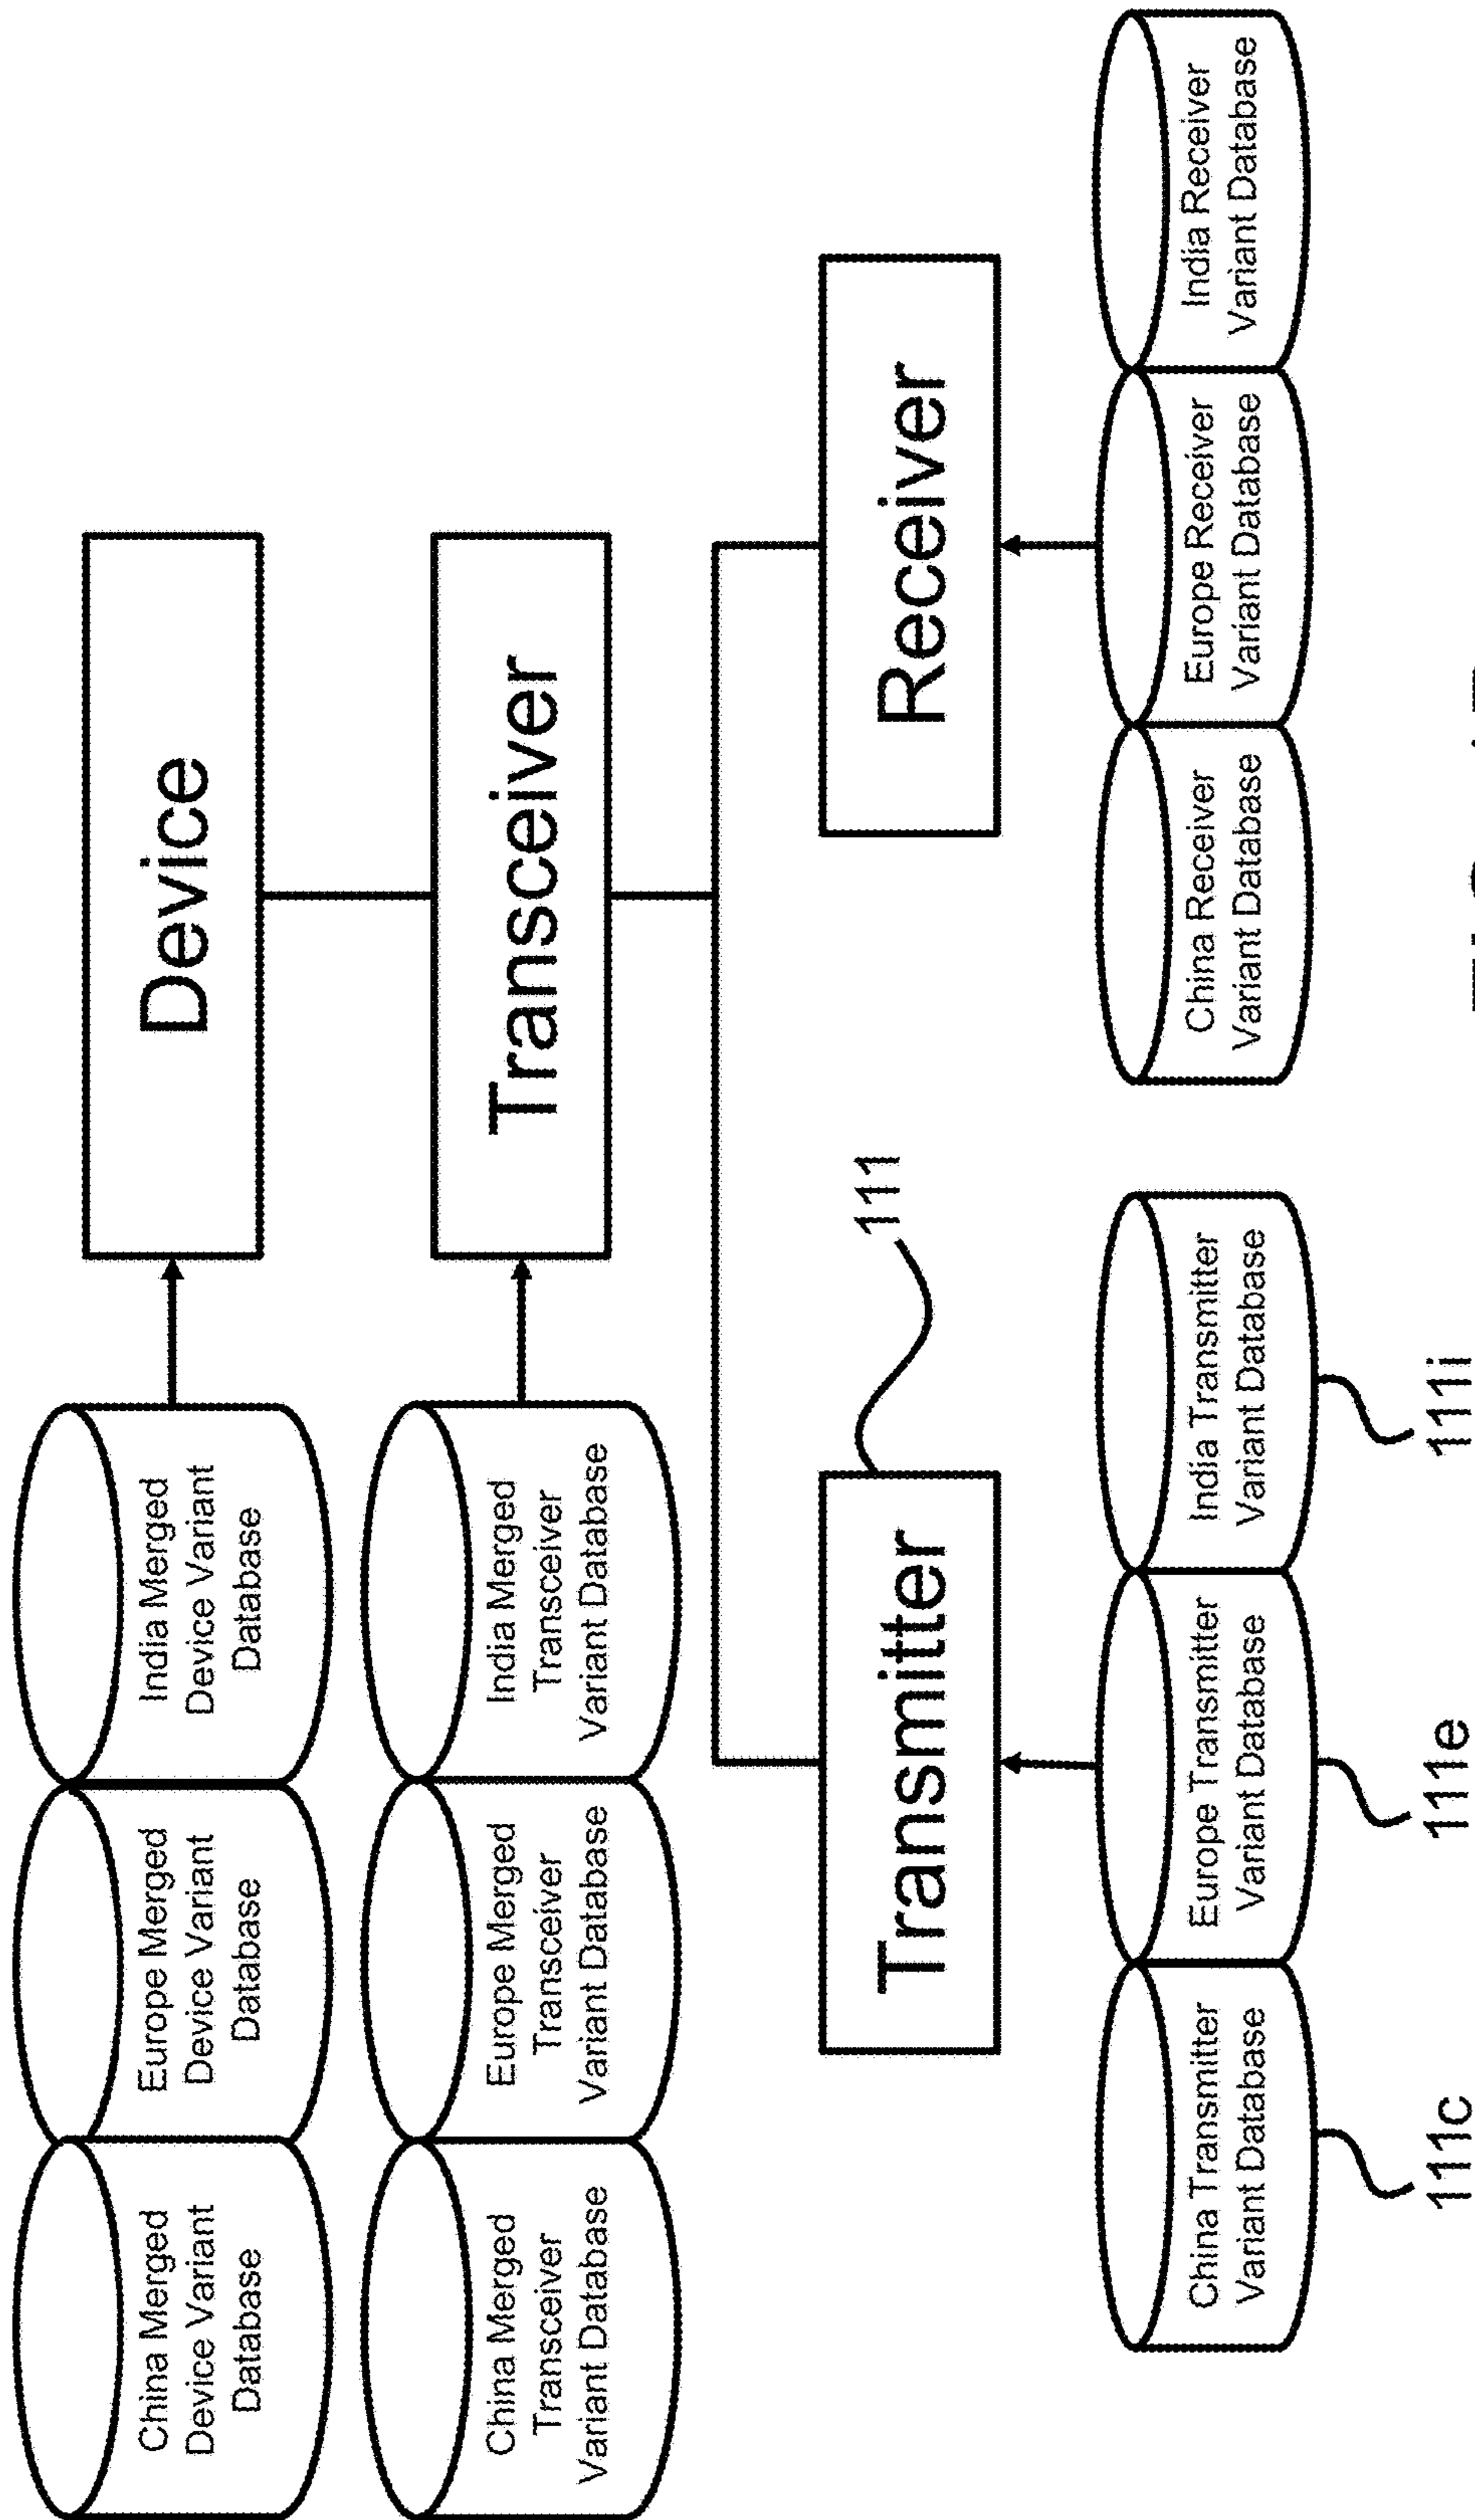 China Merged
Device Variant
Database
Europe Merged
Device Variant
Database
India Merged
Device Variant
Database
Device
China Merged
Transceiver
Variant Database
Europe Merged
Transceiver
Variant Database
India Merged
Transceiver
Variant Database
Transceiver
Transmitter
111
Receiver
China Transmitter
Variant Database
Europe Transmitter
Variant Database
India Transmitter
Variant Database
China Receiver
Variant Database
Europe Receiver
Variant Database
India Receiver
Variant Database
111c
111e
111i